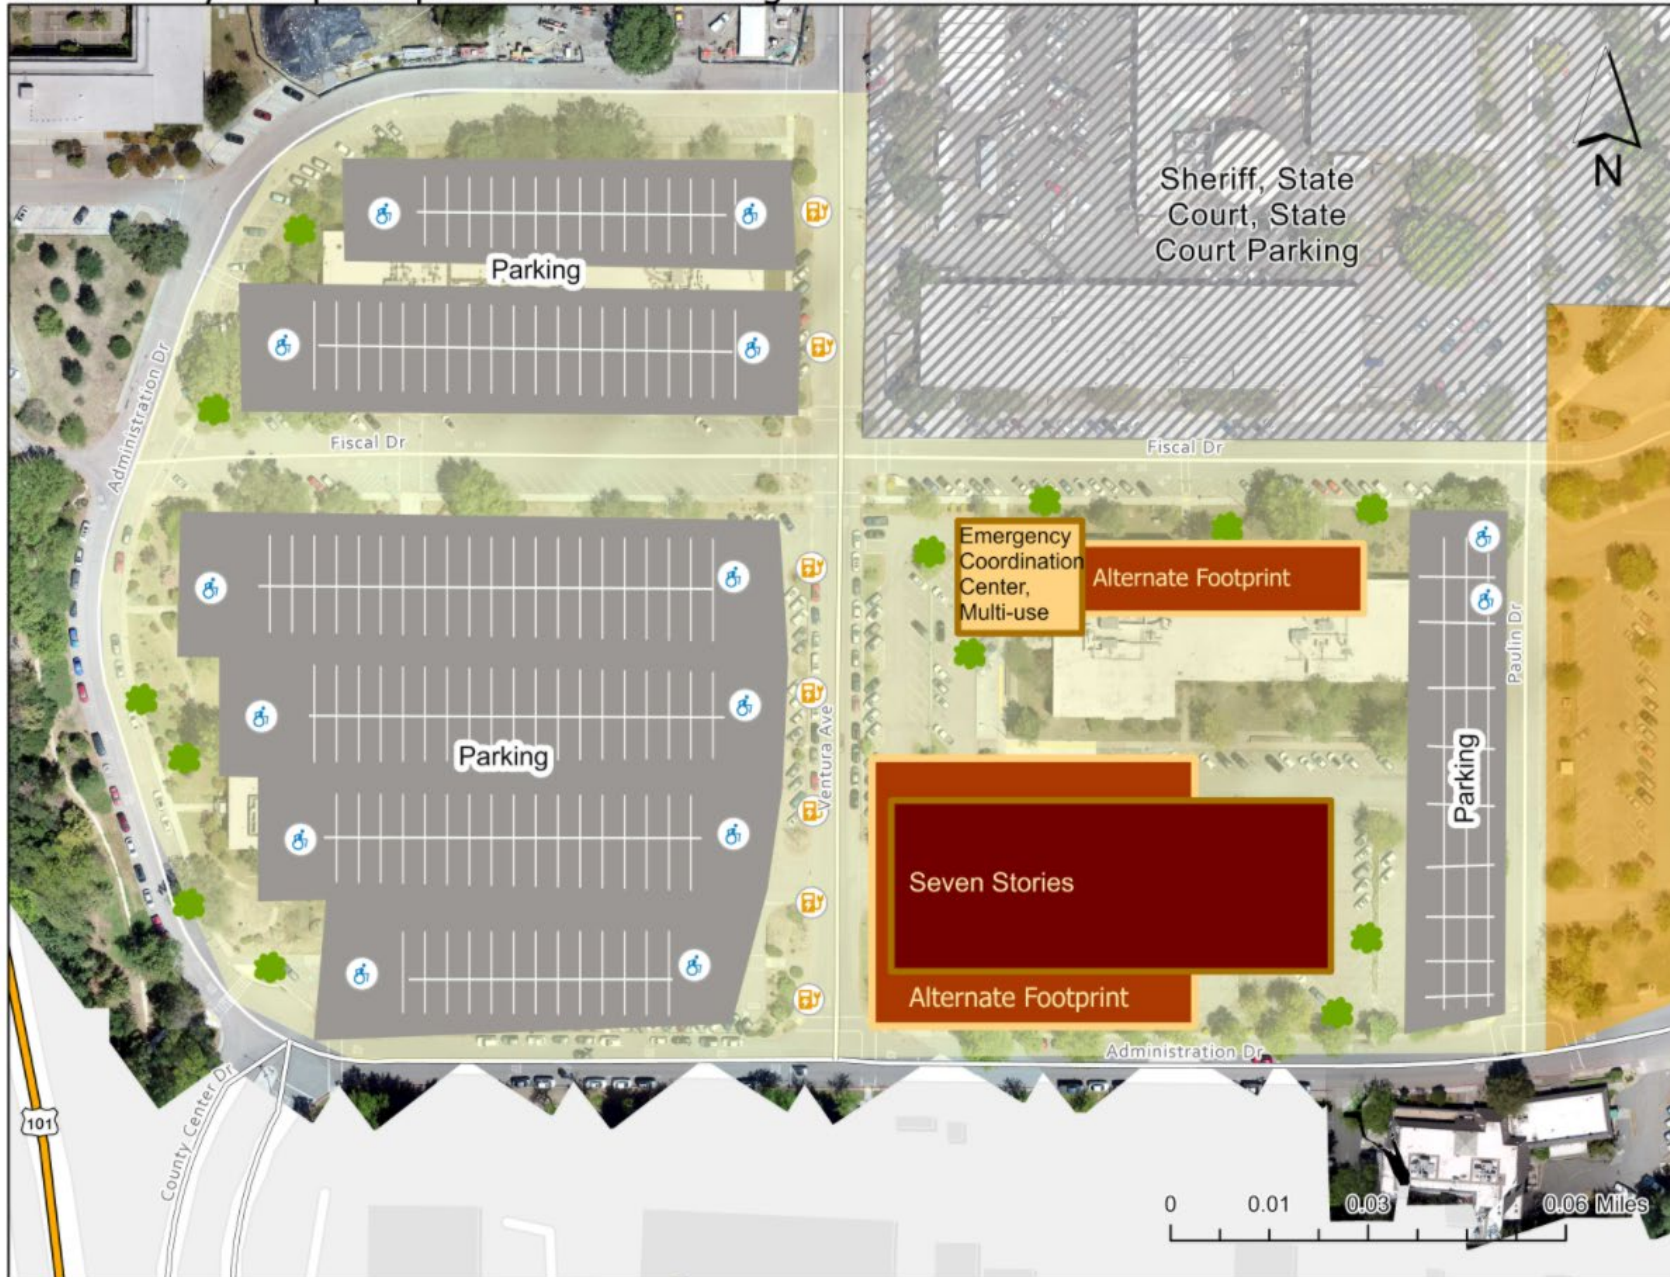 Sheriff, State
Court, State
Court Parking
N
Parking
Administration Dr
Fiscal Dr
Fiscal Dr
Emergency
Coordination
Center,
Multi-use
Alternate Footprint
Paulin Dr
Parking
Ventura Ave
Parking
Seven Stories
Alternate Footprint
Administration Dr
County Center Dr
101
0 0.01 0.03 0.06 Miles